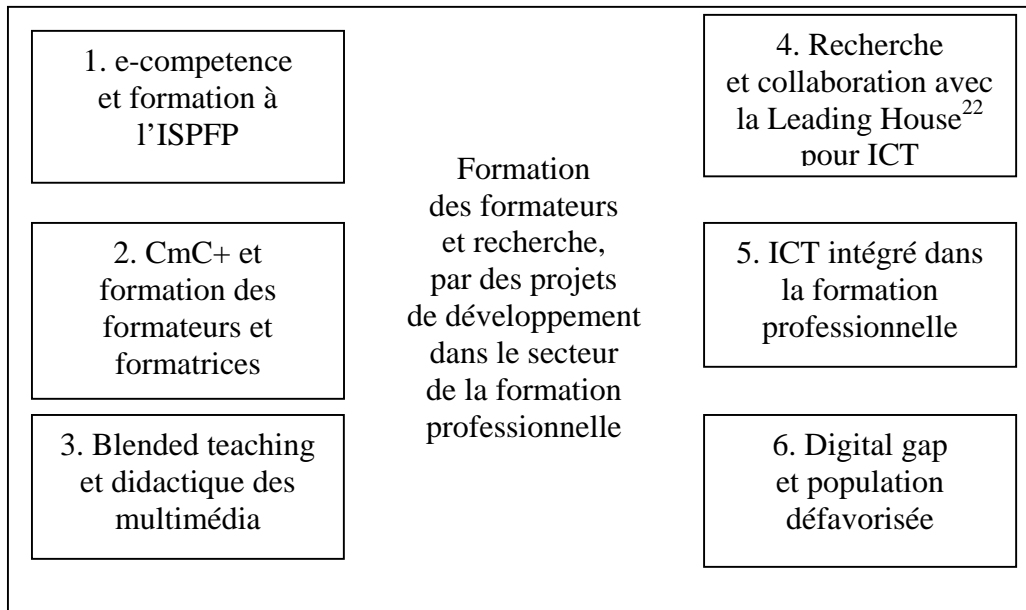 1. e-competence
et formation à
l’ISPFP
2. CmC+ et
formation des
formateurs et
formatrices
3. Blended teaching
et didactique des
multimédia
Formation
des formateurs
et recherche,
par des projets
de développement
dans le secteur
de la formation
professionnelle
4. Recherche
et collaboration avec
la Leading House22
pour ICT
5. ICT intégré dans
la formation
professionnelle
6. Digital gap
et population
défavorisée